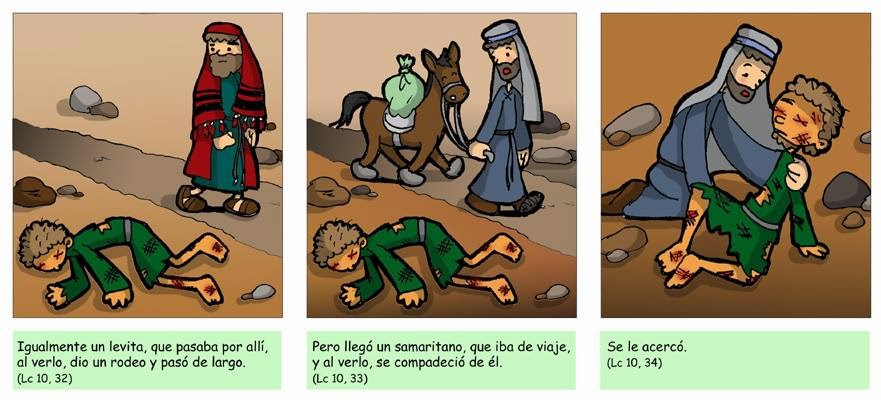 Igualmente un levita, que pasaba por allí,
al verlo, dio un rodeo y pasó de largo.
(Lc 10, 32)
Pero llegó un samaritano, que iba de viaje,
y al verlo, se compadeció de él.
(Lc 10, 33)
Se le acercó.
(Lc 10, 34)